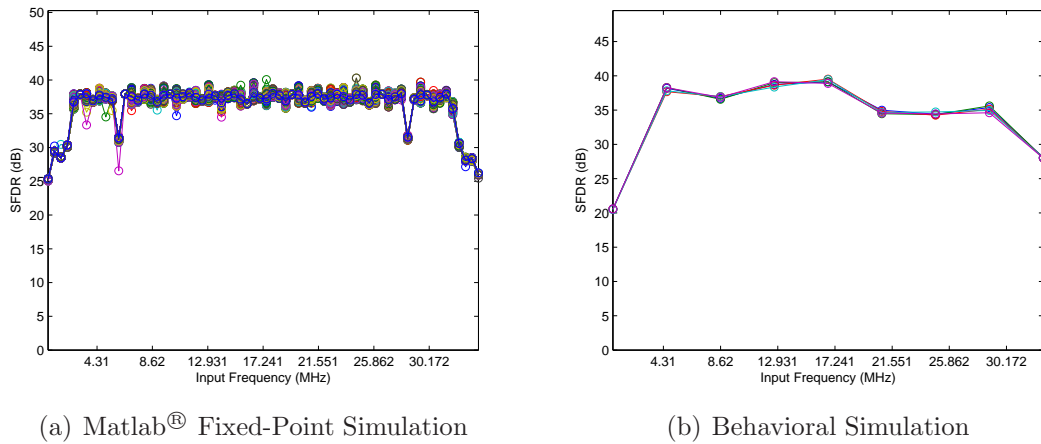 50
45
40
35
30
25
20
15
10
5
0
SFDR (dB)
4.31 8.62 12.931 17.241 21.551 25.862 30.172
Input Frequency (MHz)
(a) Matlab® Fixed-Point Simulation
45
40
35
30
25
20
15
10
5
0
SFDR (dB)
4.31 8.62 12.931 17.241 21.551 25.862 30.172
Input Frequency (MHz)
(b) Behavioral Simulation